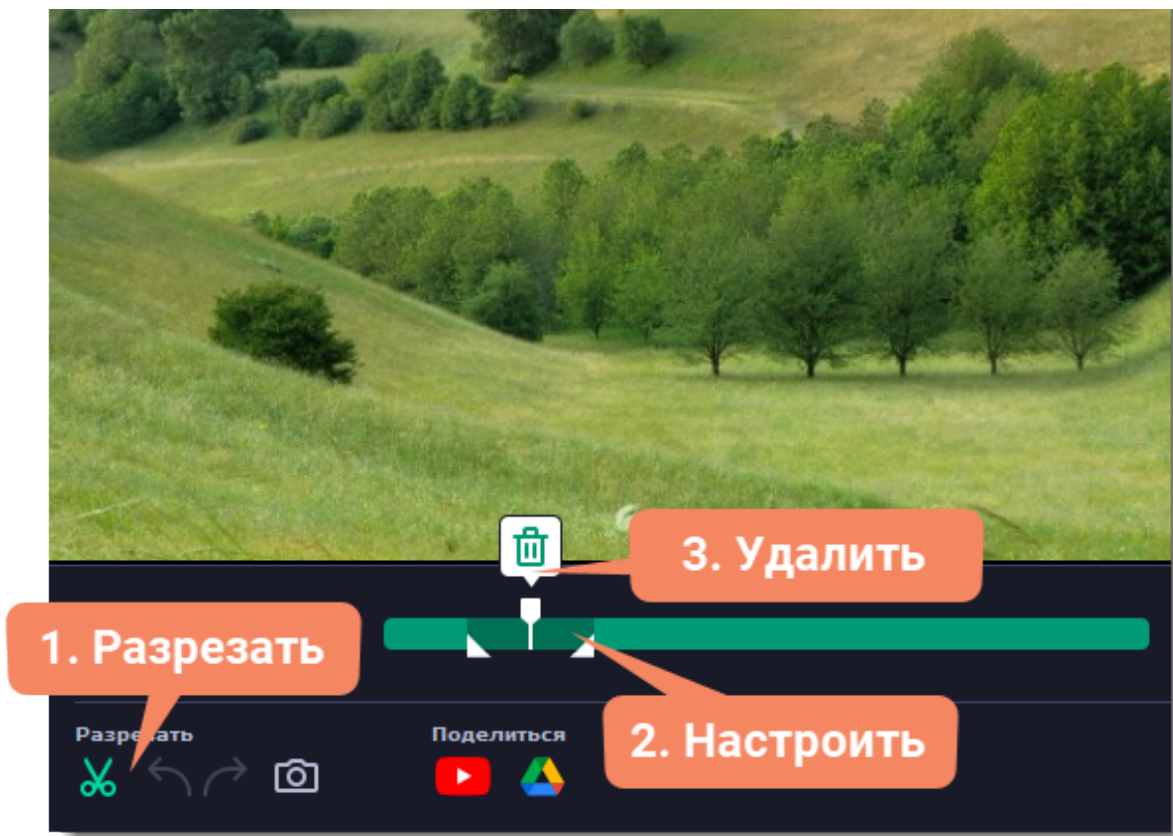 3. Удалить
1. Разрезать
2. Настроить
Разрезать
Поделиться